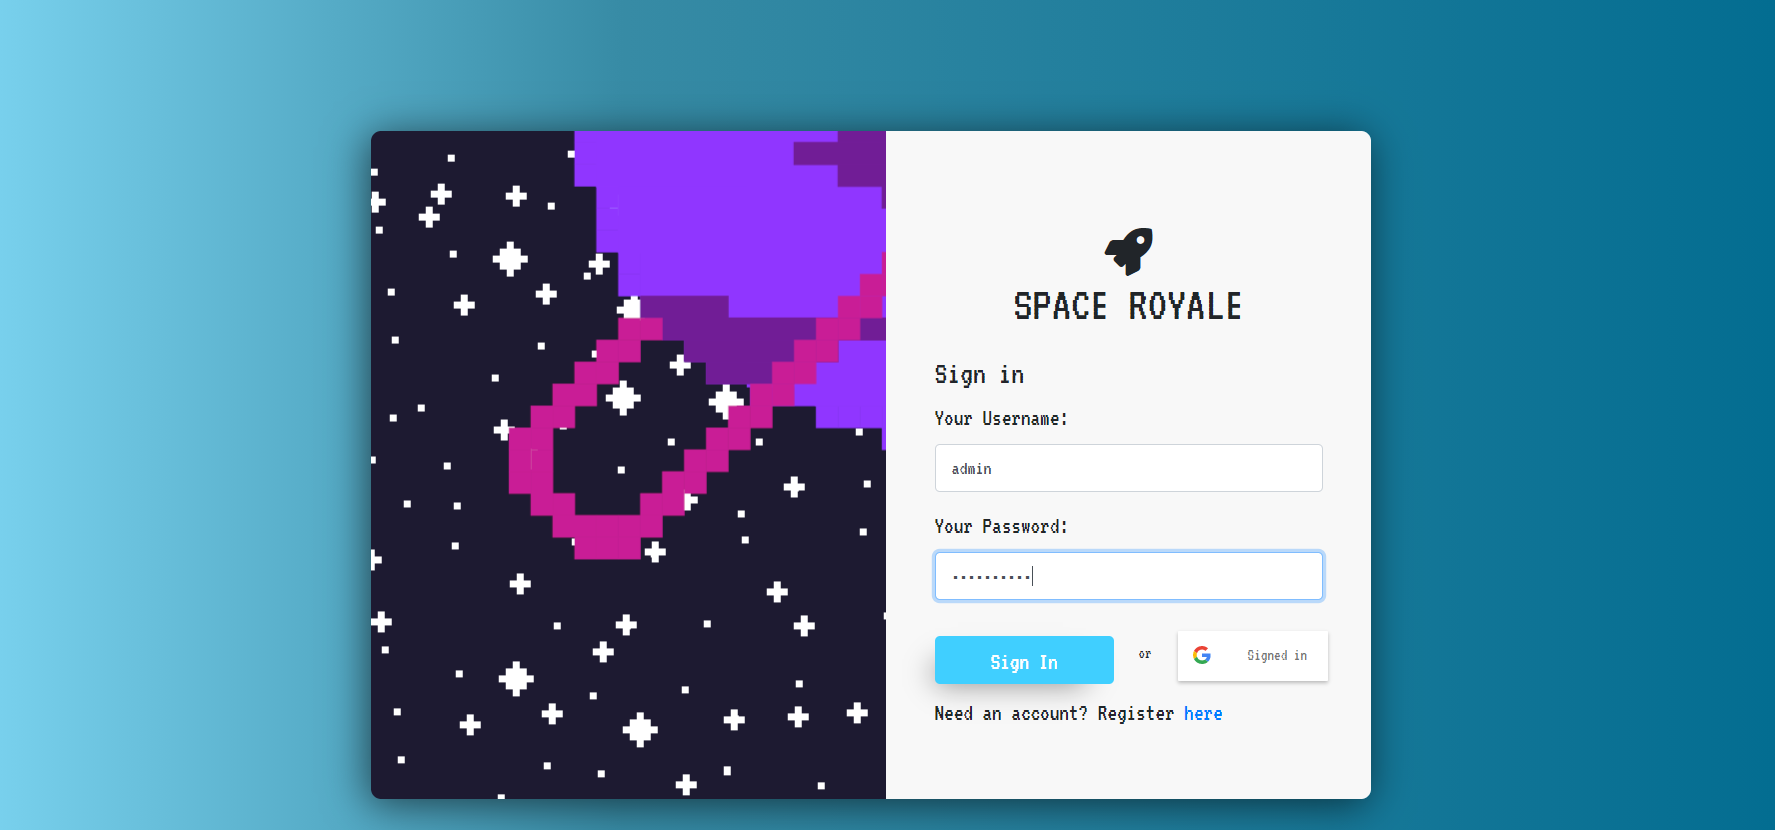 SPACE ROYALE
Sign in
Your Username:
admin
Your Password:
..........
Sign In
or
Signed in
Need an account? Register here